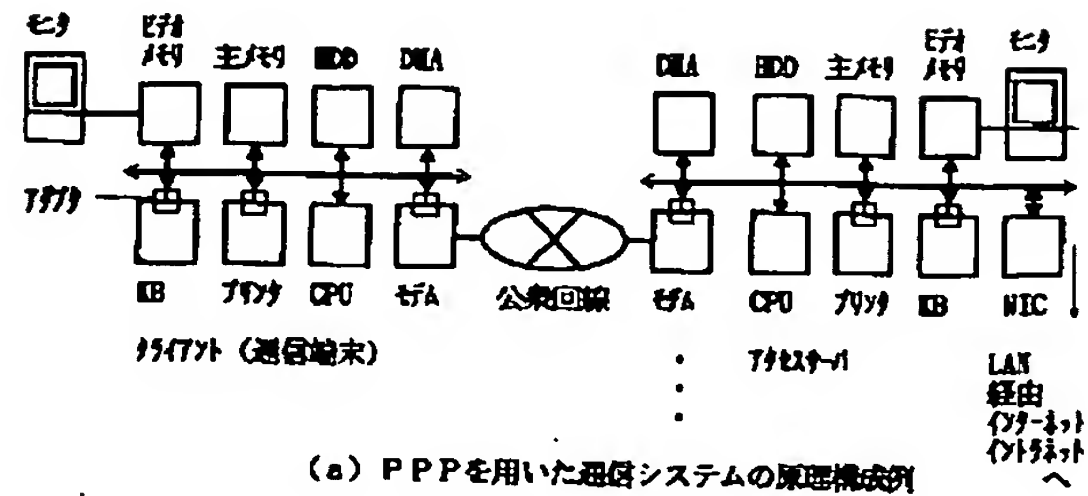 モニタ
ビデオ
メモリ
主メモリ
HDD
DMA
DMA
HDD
主メモリ
ビデオ
メモリ
モニタ
アダプタ
KB
プリンタ
CPU
モデム
公衆回線
モデム
CPU
プリンタ
KB
NIC
クライアント（通信端末）
アクセスサーバ
LAN
経由
インターネット
イントラネット
へ
（a）PPPを用いた通信システムの原理構成例